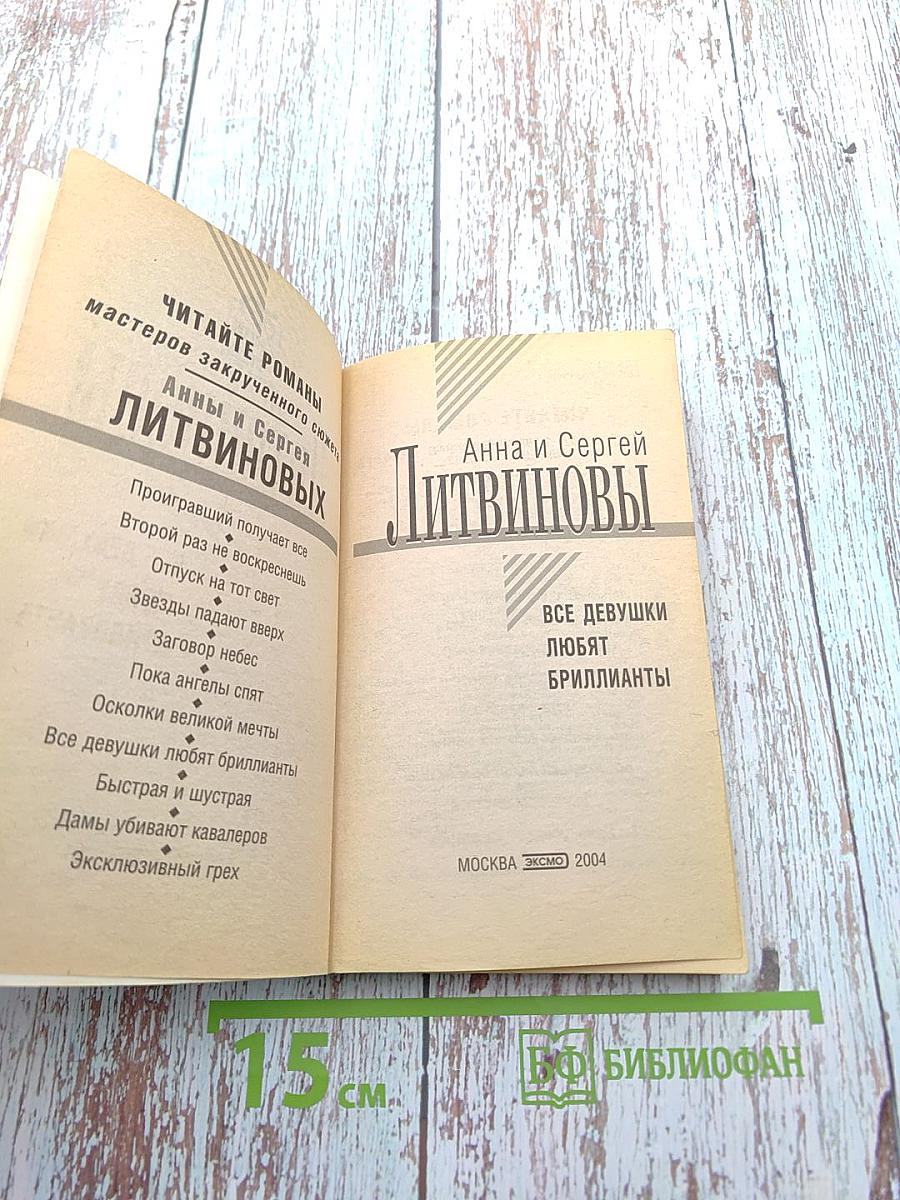 ЧИТАЙТЕ РОМАНЫ
мастеров закрученного сюжета
Анны и Сергея
ЛИТВИНОВЫХ
Проигравший получает все
Второй раз не воскреснешь
Отпуск на тот свет
Звезды падают вверх
Заговор небес
Пока ангелы спят
Осколки великой мечты
Все девушки любят бриллианты
Быстрая и шустрая
Дамы убивают кавалеров
Эксклюзивный грех
Анна и Сергей
ЛИТВИНОВЫ
ВСЕ ДЕВУШКИ
ЛЮБЯТ
БРИЛЛИАНТЫ
МОСКВА ЭКСМО 2004
15 см
БФ БИБЛИОФАН